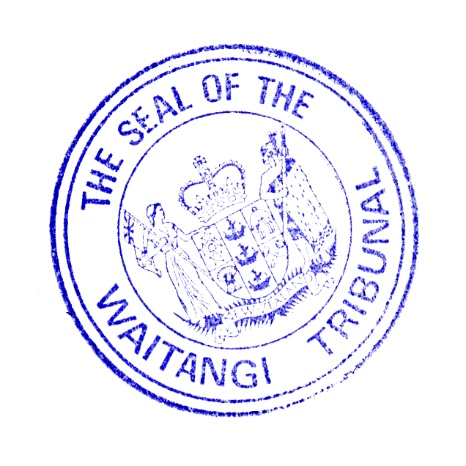 THE SEAL OF THE
WAITANGI TRIBUNAL